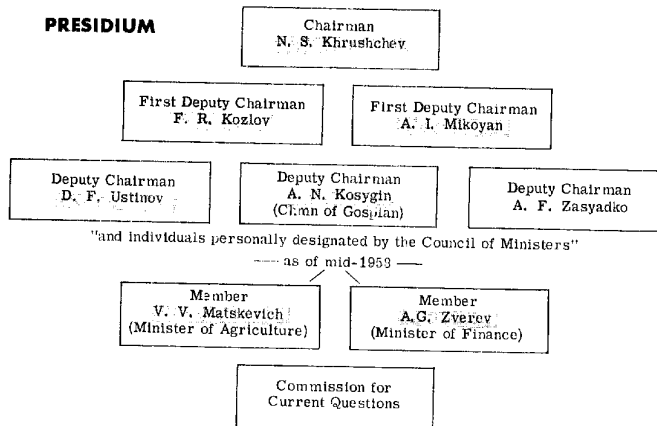 PRESIDIUM
Chairman
N. S. Khrushchev
First Deputy Chairman
F. R. Kozlov
First Deputy Chairman
A. I. Mikoyan
Deputy Chairman
D. F. Ustinov
Deputy Chairman
A. N. Kosygin
(Chmn of Gosplan)
Deputy Chairman
A. F. Zasyadko
"and individuals personally designated by the Council of Ministers"
— as of mid-1958 —
Member
V. V. Matskevich
(Minister of Agriculture)
Member
A.G. Zverev
(Minister of Finance)
Commission for
Current Questions